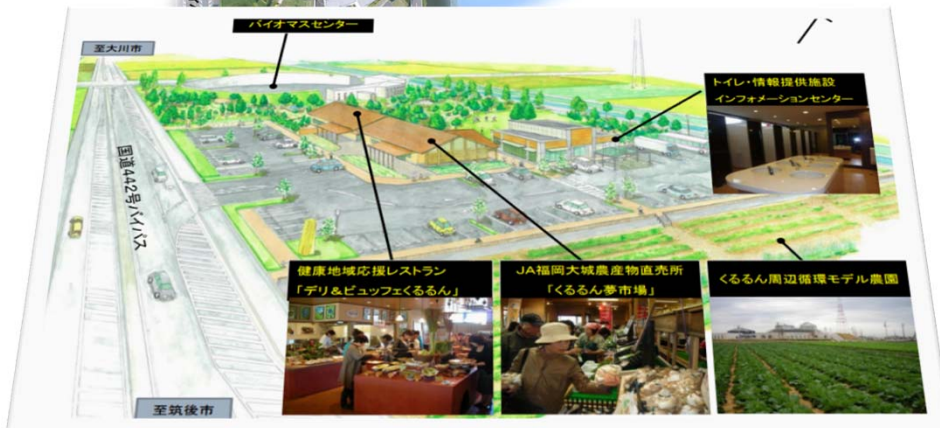 バイオマスセンター
至大川市
トイレ・情報提供施設
インフォメーションセンター
国道442号バイパス
健康地域応援レストラン
「デリ&ビュッフェくるるん」
JA福岡大城農産物直売所
「くるるん夢市場」
くるるん周辺循環モデル農園
至筑後市